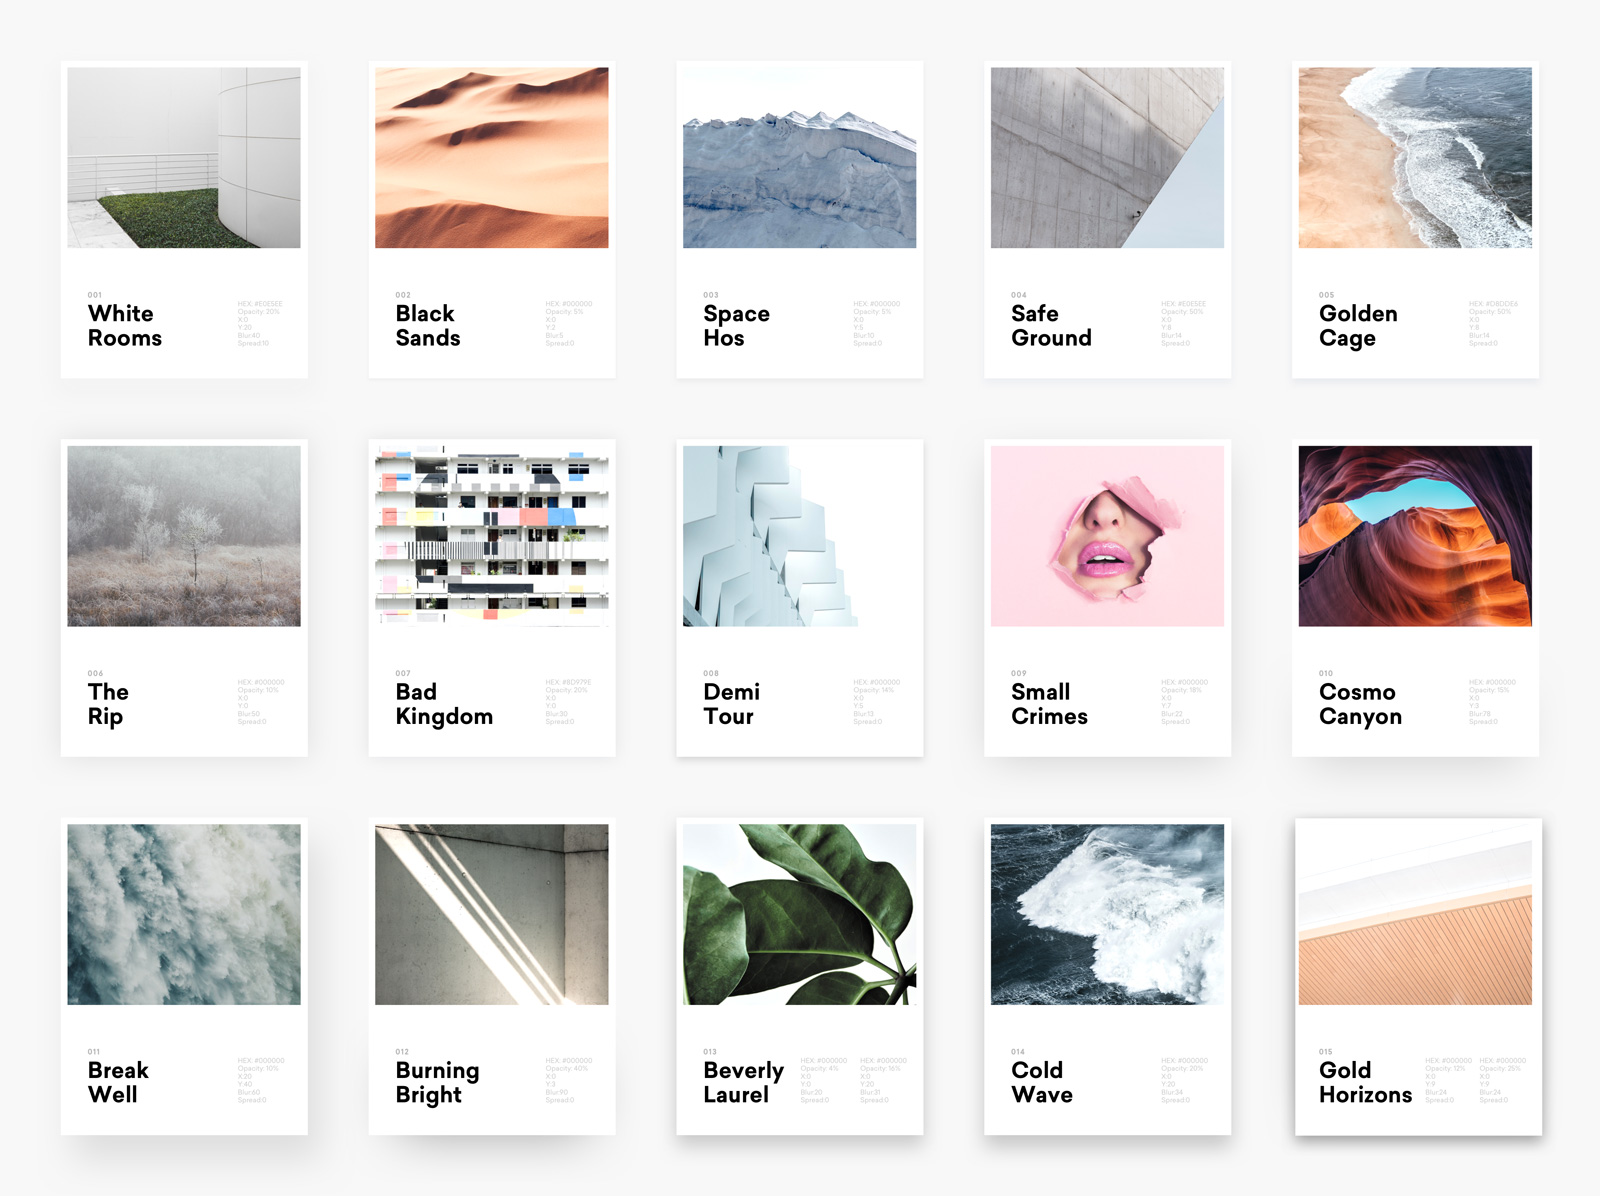 001
White
Rooms
HEX: #E0E5EE
Opacity: 20%
X:0
Y:20
Blur:40
Spread:10
002
Black
Sands
HEX: #000000
Opacity: 5%
X:0
Y:2
Blur:5
Spread:0
003
Space
Hos
HEX: #000000
Opacity: 5%
X:0
Y:5
Blur:10
Spread:0
004
Safe
Ground
HEX: #E0E5EE
Opacity: 50%
X:0
Y:8
Blur:14
Spread:0
005
Golden
Cage
HEX: #DBDDE6
Opacity: 50%
X:0
Y:8
Blur:14
Spread:0
006
The
Rip
HEX: #000000
Opacity: 10%
X:0
Y:0
Blur:50
Spread:0
007
Bad
Kingdom
HEX: #8D979E
Opacity: 20%
X:0
Y:0
Blur:30
Spread:0
008
Demi
Tour
HEX: #000000
Opacity: 14%
X:0
Y:5
Blur:13
Spread:0
009
Small
Crimes
HEX: #000000
Opacity: 18%
X:0
Y:7
Blur:22
Spread:0
010
Cosmo
Canyon
HEX: #000000
Opacity: 15%
X:0
Y:3
Blur:78
Spread:0
011
Break
Well
HEX: #000000
Opacity: 10%
X:20
Y:40
Blur:60
Spread:0
012
Burning
Bright
HEX: #000000
Opacity: 40%
X:0
Y:3
Blur:90
Spread:0
013
Beverly
Laurel
HEX: #000000
Opacity: 4%
X:0
Y:0
Blur:20
Spread:0
HEX: #000000
Opacity: 16%
X:0
Y:20
Blur:31
Spread:0
014
Cold
Wave
HEX: #000000
Opacity: 20%
X:0
Y:20
Blur:34
Spread:0
015
Gold
Horizons
HEX: #000000
Opacity: 12%
X:0
Y:9
Blur:24
Spread:0
HEX: #000000
Opacity: 25%
X:0
Y:9
Blur:24
Spread:0